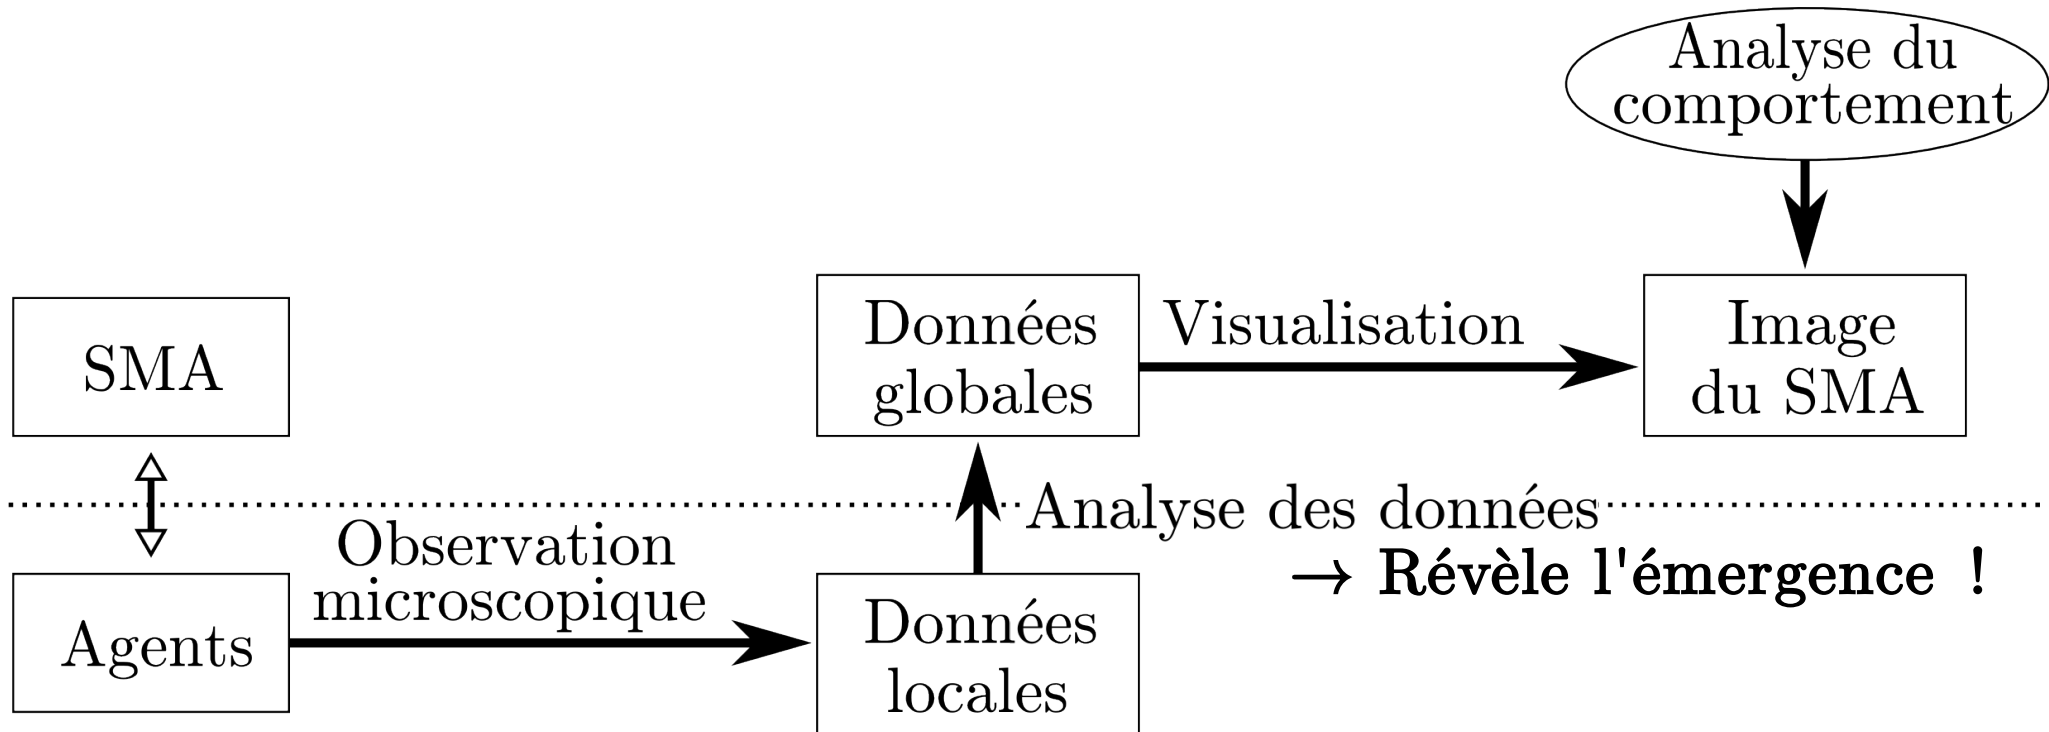 Analyse du
comportement
SMA
Données
globales
Visualisation
Image
du SMA
Analyse des données
→ Révèle l'émergence !
Observation
microscopique
Agents
Données
locales